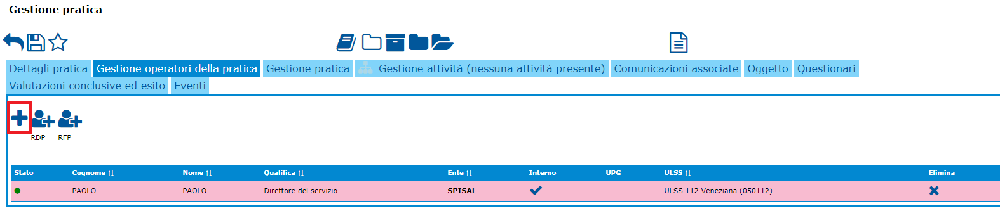 Gestione pratica
Dettagli pratica Gestione operatori della pratica Gestione pratica Gestione attività (nessuna attività presente) Comunicazioni associate Oggetto Questionari
Valutazioni conclusive ed esito Eventi
RDP RFP
Stato Cognome ↑↓ Nome ↑↓ Qualifica ↑↓ Ente ↑↓ Interno UPG ULSS ↑↓ Elimina
PAOLO PAOLO Direttore del servizio SPISAL ULSS 112 Veneziana (050112)